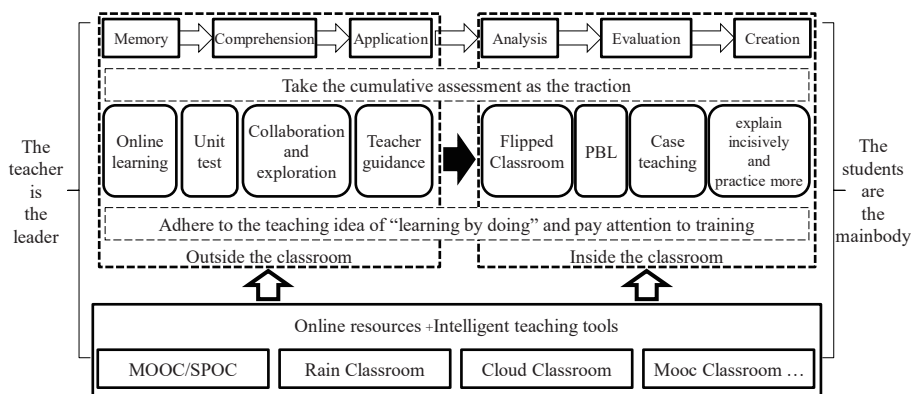 Memory
Comprehension
Application
Analysis
Evaluation
Creation
Take the cumulative assessment as the traction
The
teacher
is
the
leader
Online
learning
Unit
test
Collaboration
and
exploration
Teacher
guidance
Flipped
Classroom
PBL
Case
teaching
explain
incisively
and
practice more
The
students
are
the
mainbody
Adhere to the teaching idea of “learning by doing” and pay attention to training
Outside the classroom
Inside the classroom
Online resources +Intelligent teaching tools
MOOC/SPOC
Rain Classroom
Cloud Classroom
Mooc Classroom …